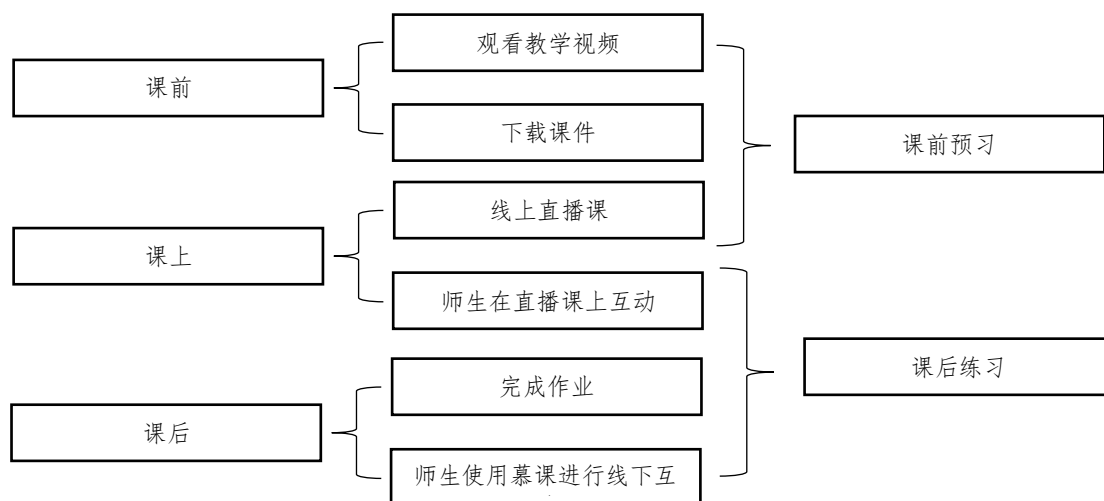 课前
观看教学视频
下载课件
课上
线上直播课
师生在直播课上互动
课后
完成作业
师生使用慕课进行线下互
课前预习
课后练习